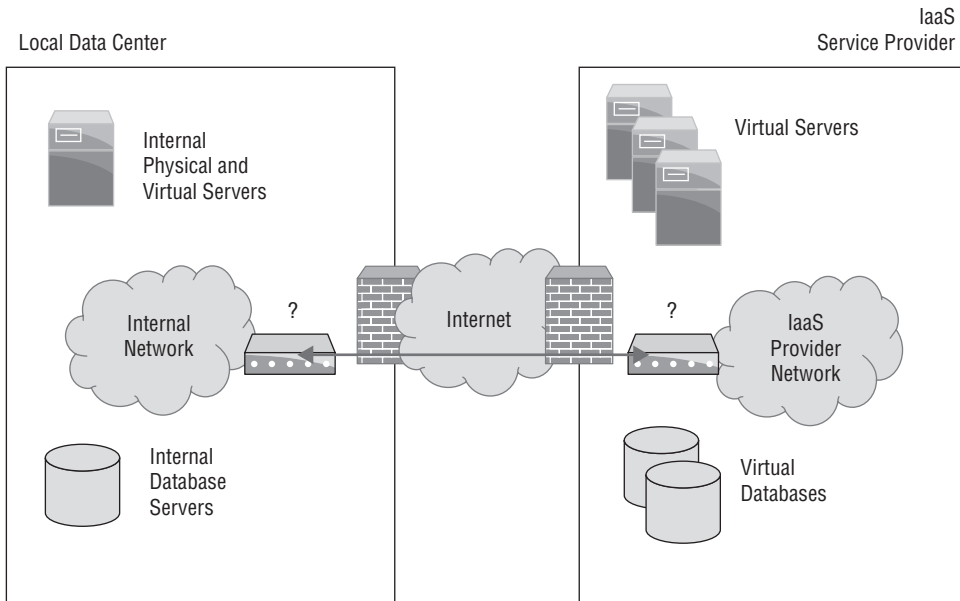 IaaS
Service Provider
Local Data Center
Internal
Physical and
Virtual Servers
Virtual Servers
?
?
Internal
Network
Internet
IaaS
Provider
Network
Internal
Database
Servers
Virtual
Databases